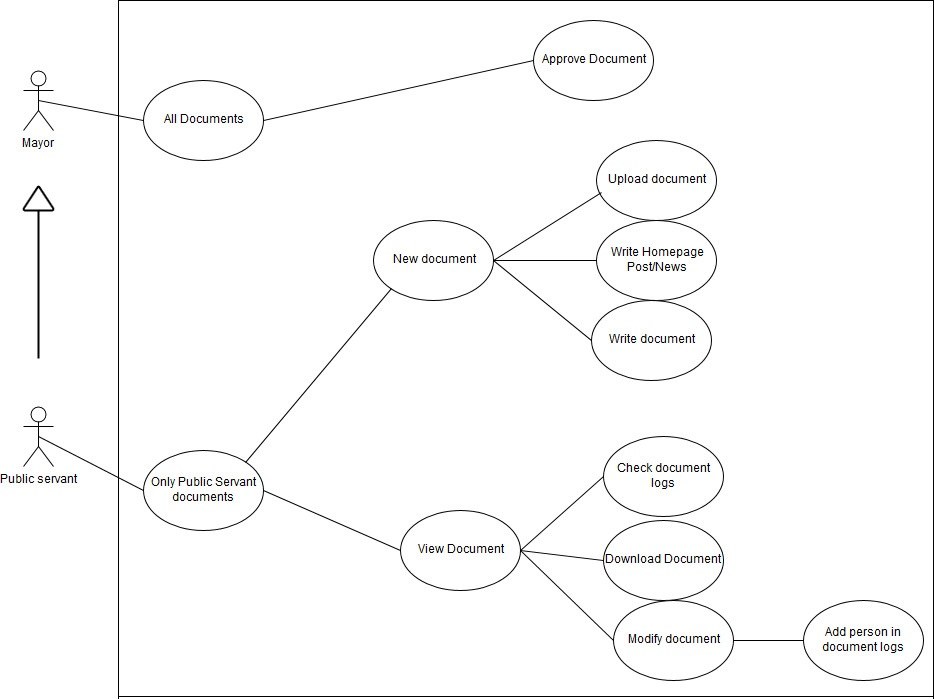 Approve Document
All Documents
Mayor
Upload document
Write Homepage
Post/News
New document
Write document
Public servant
Only Public Servant
documents
Check document
logs
View Document
Download Document
Modify document
Add person in
document logs